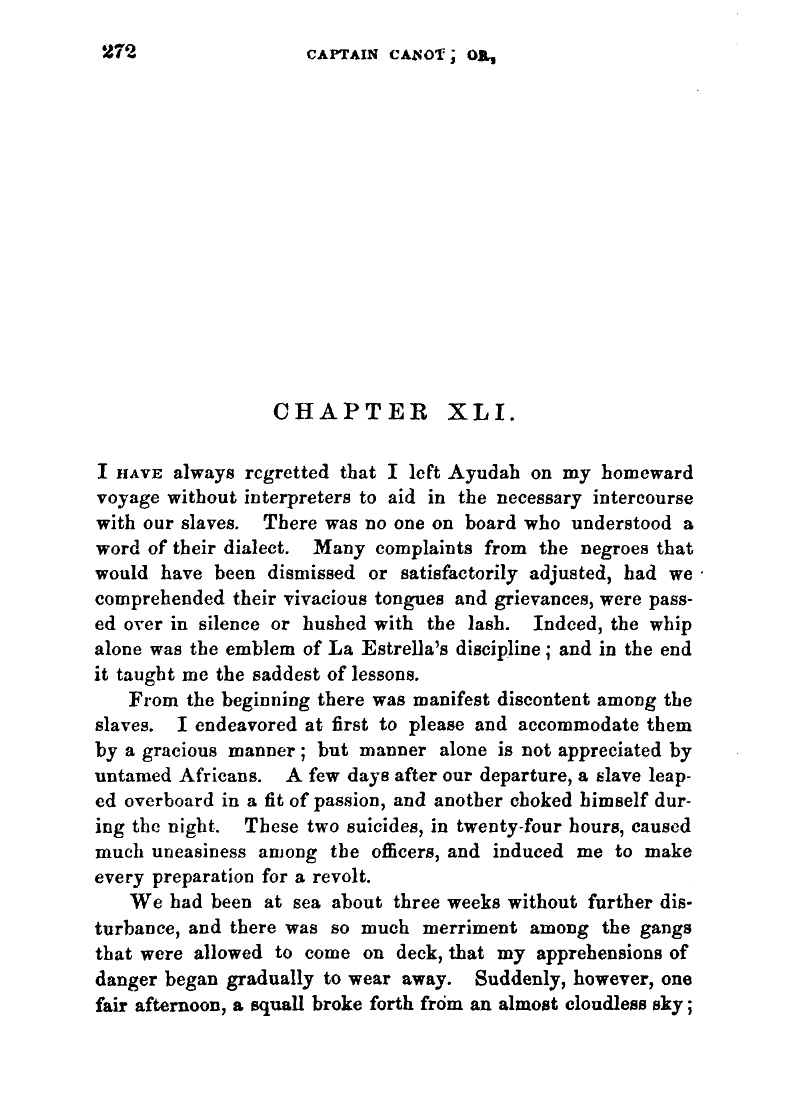 272 CAPTAIN CANOT; OR,
CHAPTER XLI.
I HAVE always regretted that I left Ayudah on my homeward
voyage without interpreters to aid in the necessary intercourse
with our slaves. There was no one on board who understood a
word of their dialect. Many complaints from the negroes that
would have been dismissed or satisfactorily adjusted, had we
comprehended their vivacious tongues and grievances, were pass-
ed over in silence or hushed with the lash. Indeed, the whip
alone was the emblem of La Estrella's discipline; and in the end
it taught me the saddest of lessons.
From the beginning there was manifest discontent among the
slaves. I endeavored at first to please and accommodate them
by a gracious manner; but manner alone is not appreciated by
untamed Africans. A few days after our departure, a slave leap-
ed overboard in a fit of passion, and another choked himself dur-
ing the night. These two suicides, in twenty-four hours, caused
much uneasiness among the officers, and induced me to make
every preparation for a revolt.
We had been at sea about three weeks without further dis-
turbance, and there was so much merriment among the gangs
that were allowed to come on deck, that my apprehensions of
danger began gradually to wear away. Suddenly, however, one
fair afternoon, a squall broke forth from an almost cloudless sky;